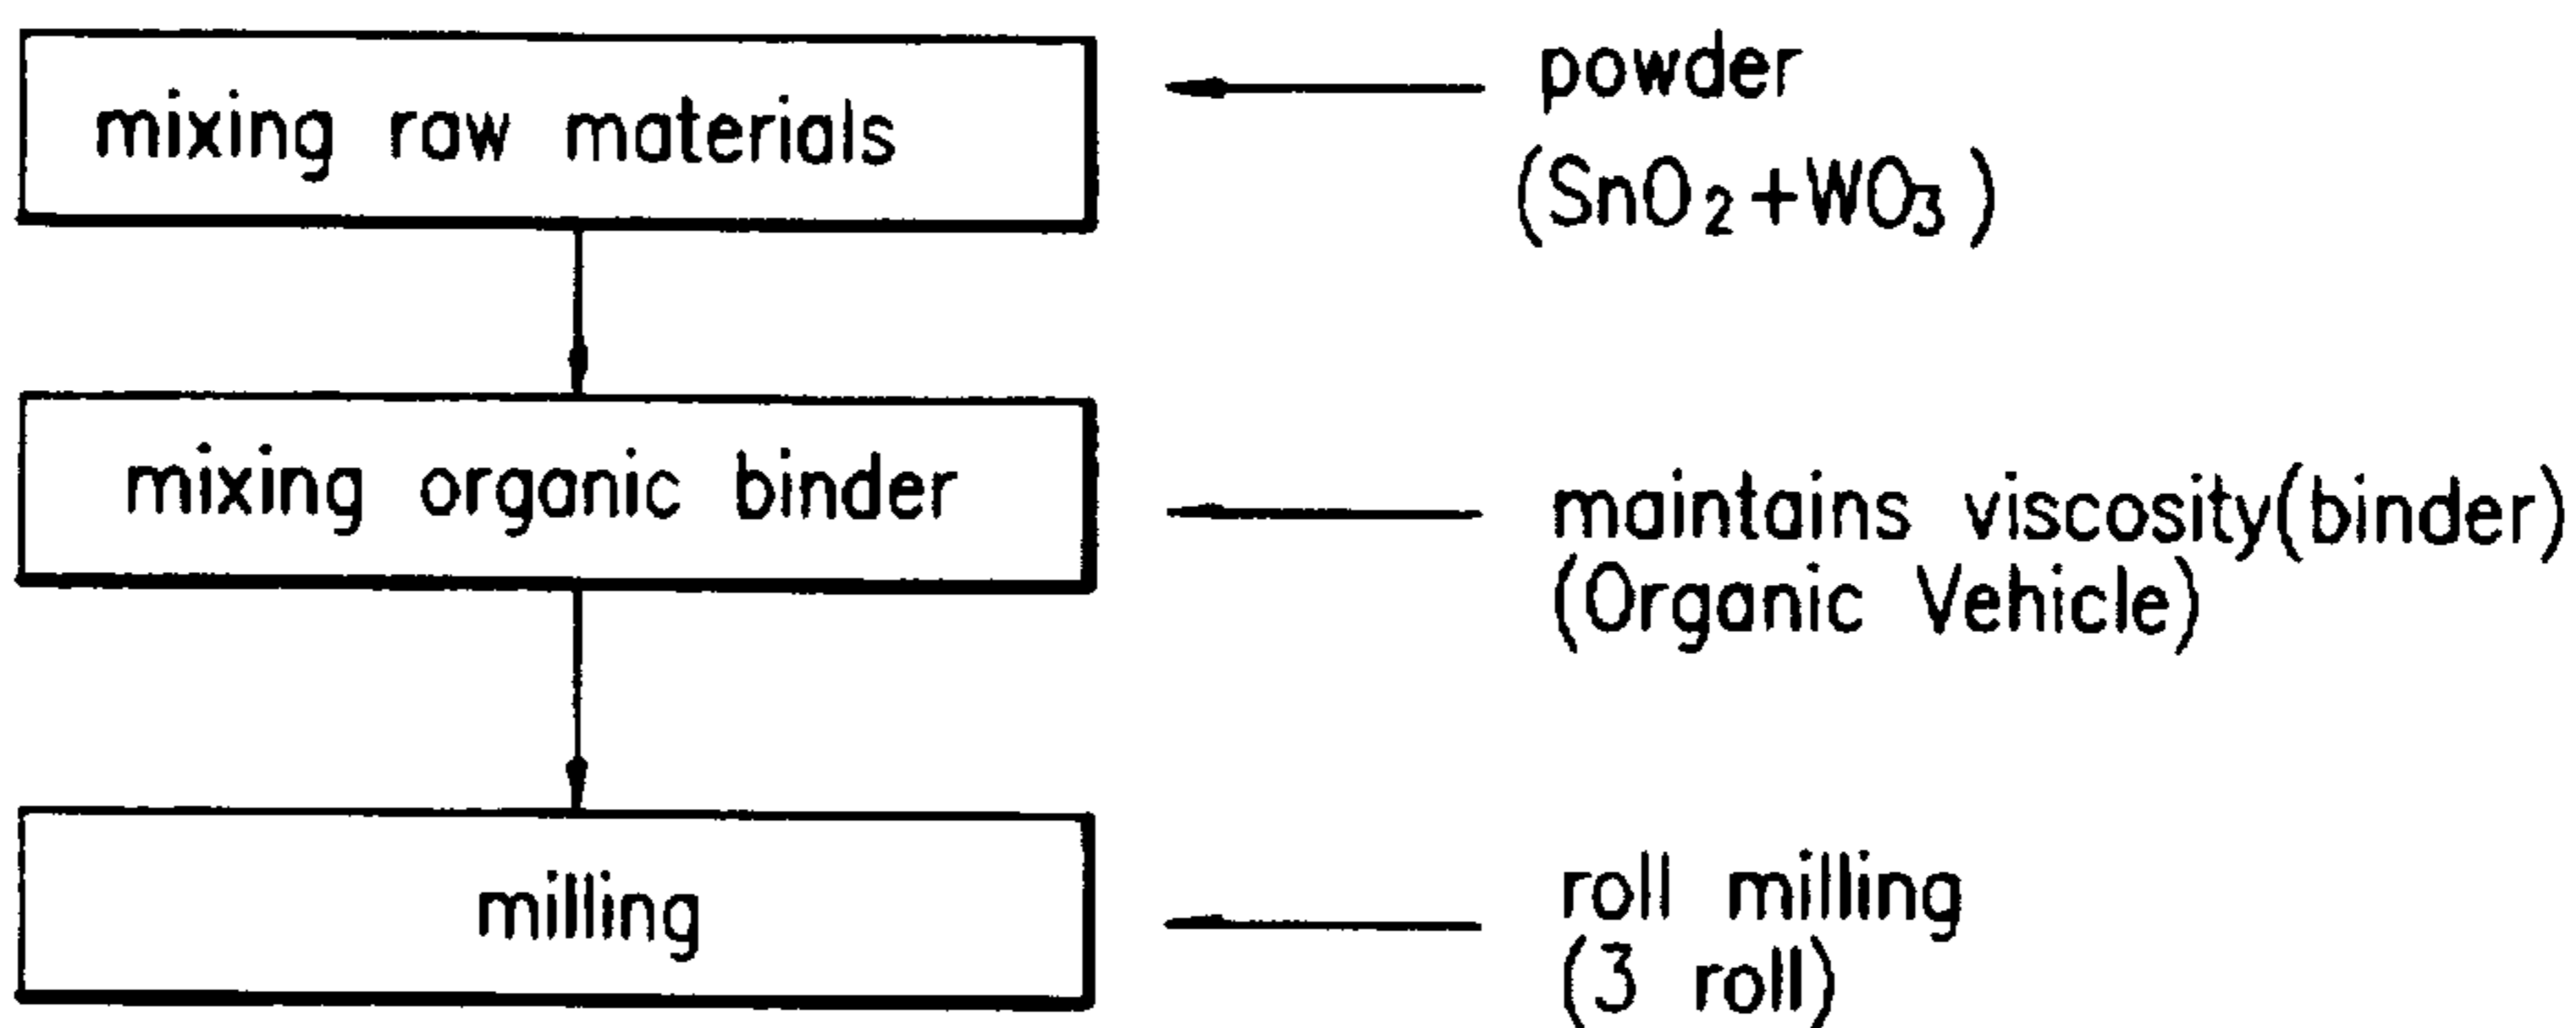 mixing raw materials
powder
(SnO₂+WO₃)
mixing organic binder
maintains viscosity(binder)
(Organic Vehicle)
milling
roll milling
(3 roll)